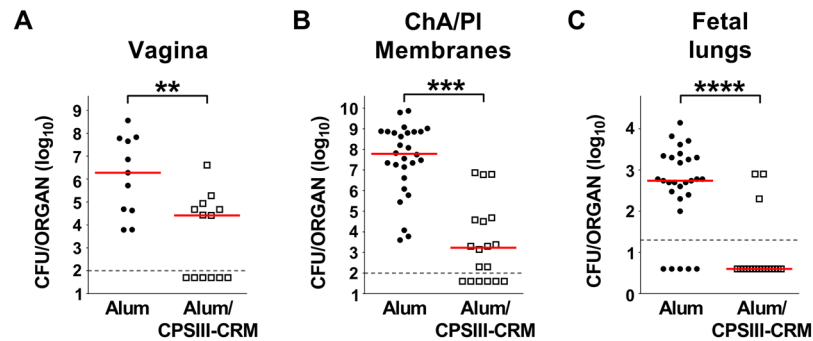 A
Vagina
**
CFU/ORGAN (log10)
9
8
7
6
5
4
3
2
1
Alum
Alum/
CPSIII-CRM
B
ChA/Pl
Membranes
***
CFU/ORGAN (log10)
10
9
8
7
6
5
4
3
2
1
Alum
Alum/
CPSIII-CRM
C
Fetal
lungs
****
CFU/ORGAN (log10)
4
3
2
1
0
Alum
Alum/
CPSIII-CRM